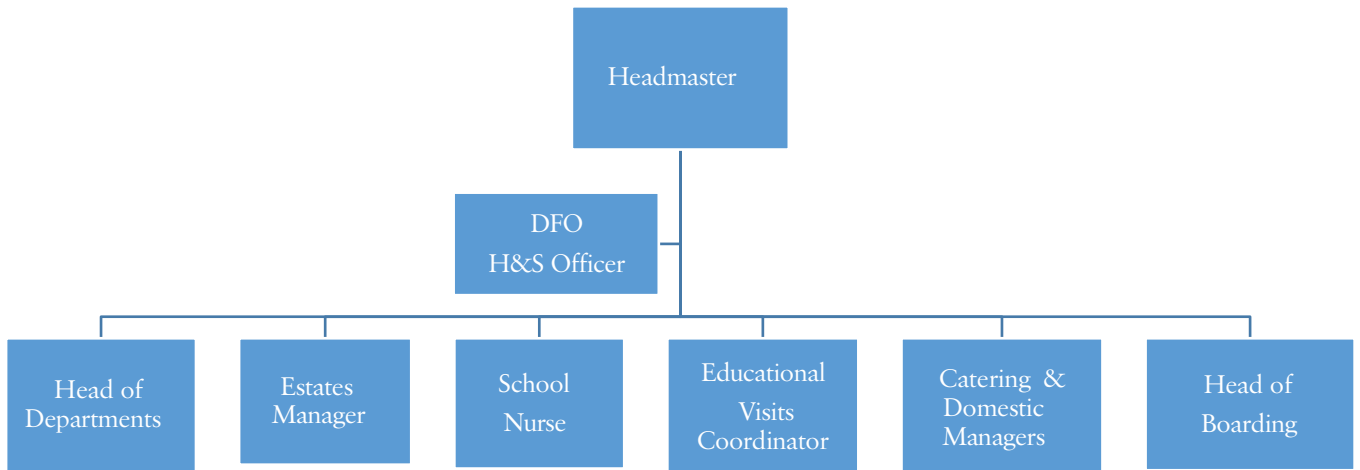 Headmaster
DFO
H&S Officer
Head of
Departments
Estates
Manager
School
Nurse
Educational
Visits
Coordinator
Catering & 
Domestic
Managers
Head of
Boarding